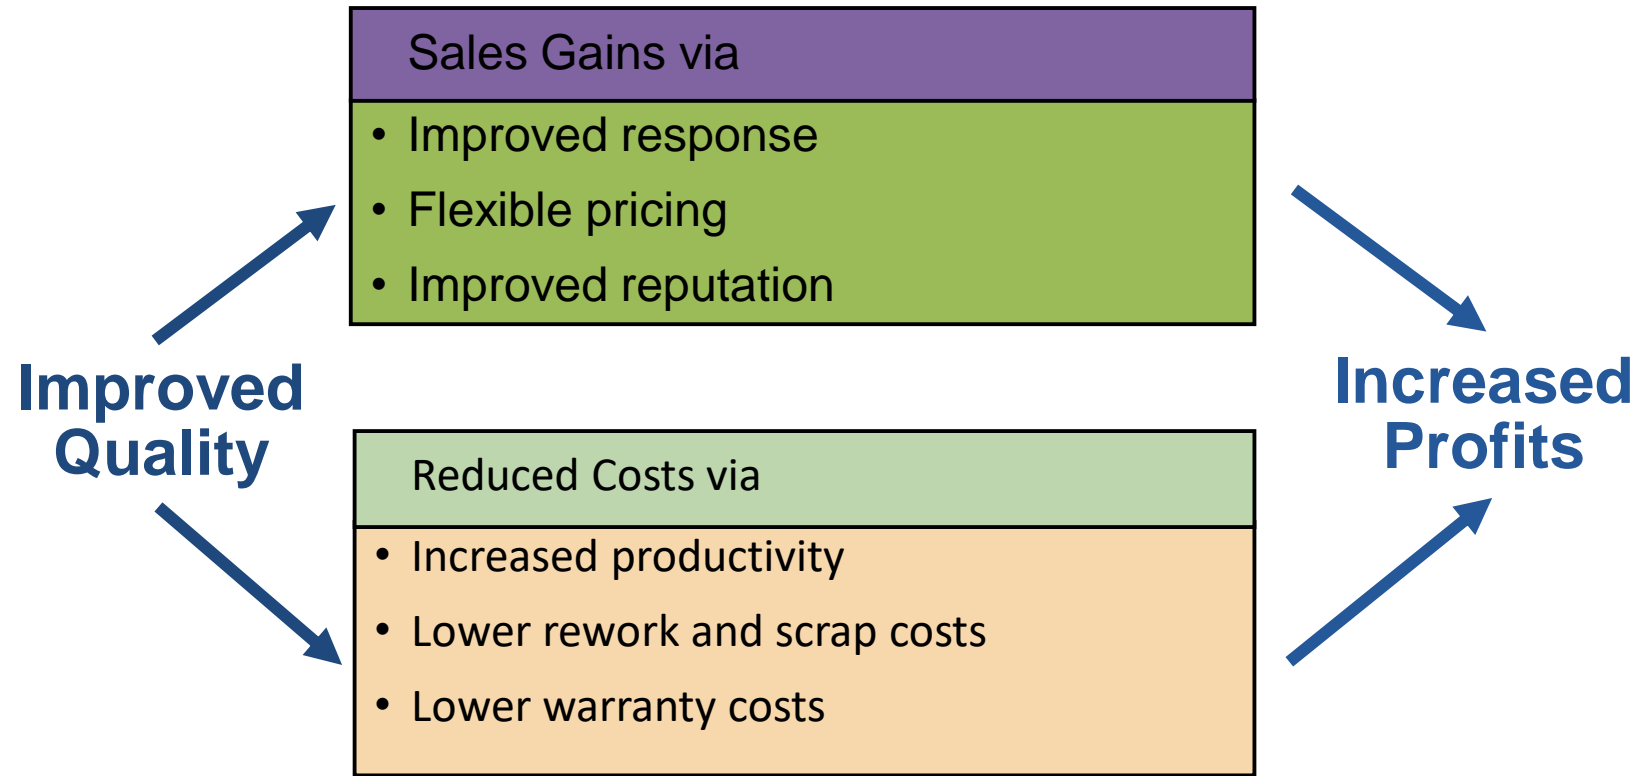 Sales Gains via
• Improved response
• Flexible pricing
• Improved reputation
Improved
Quality
Increased
Profits
Reduced Costs via
• Increased productivity
• Lower rework and scrap costs
• Lower warranty costs